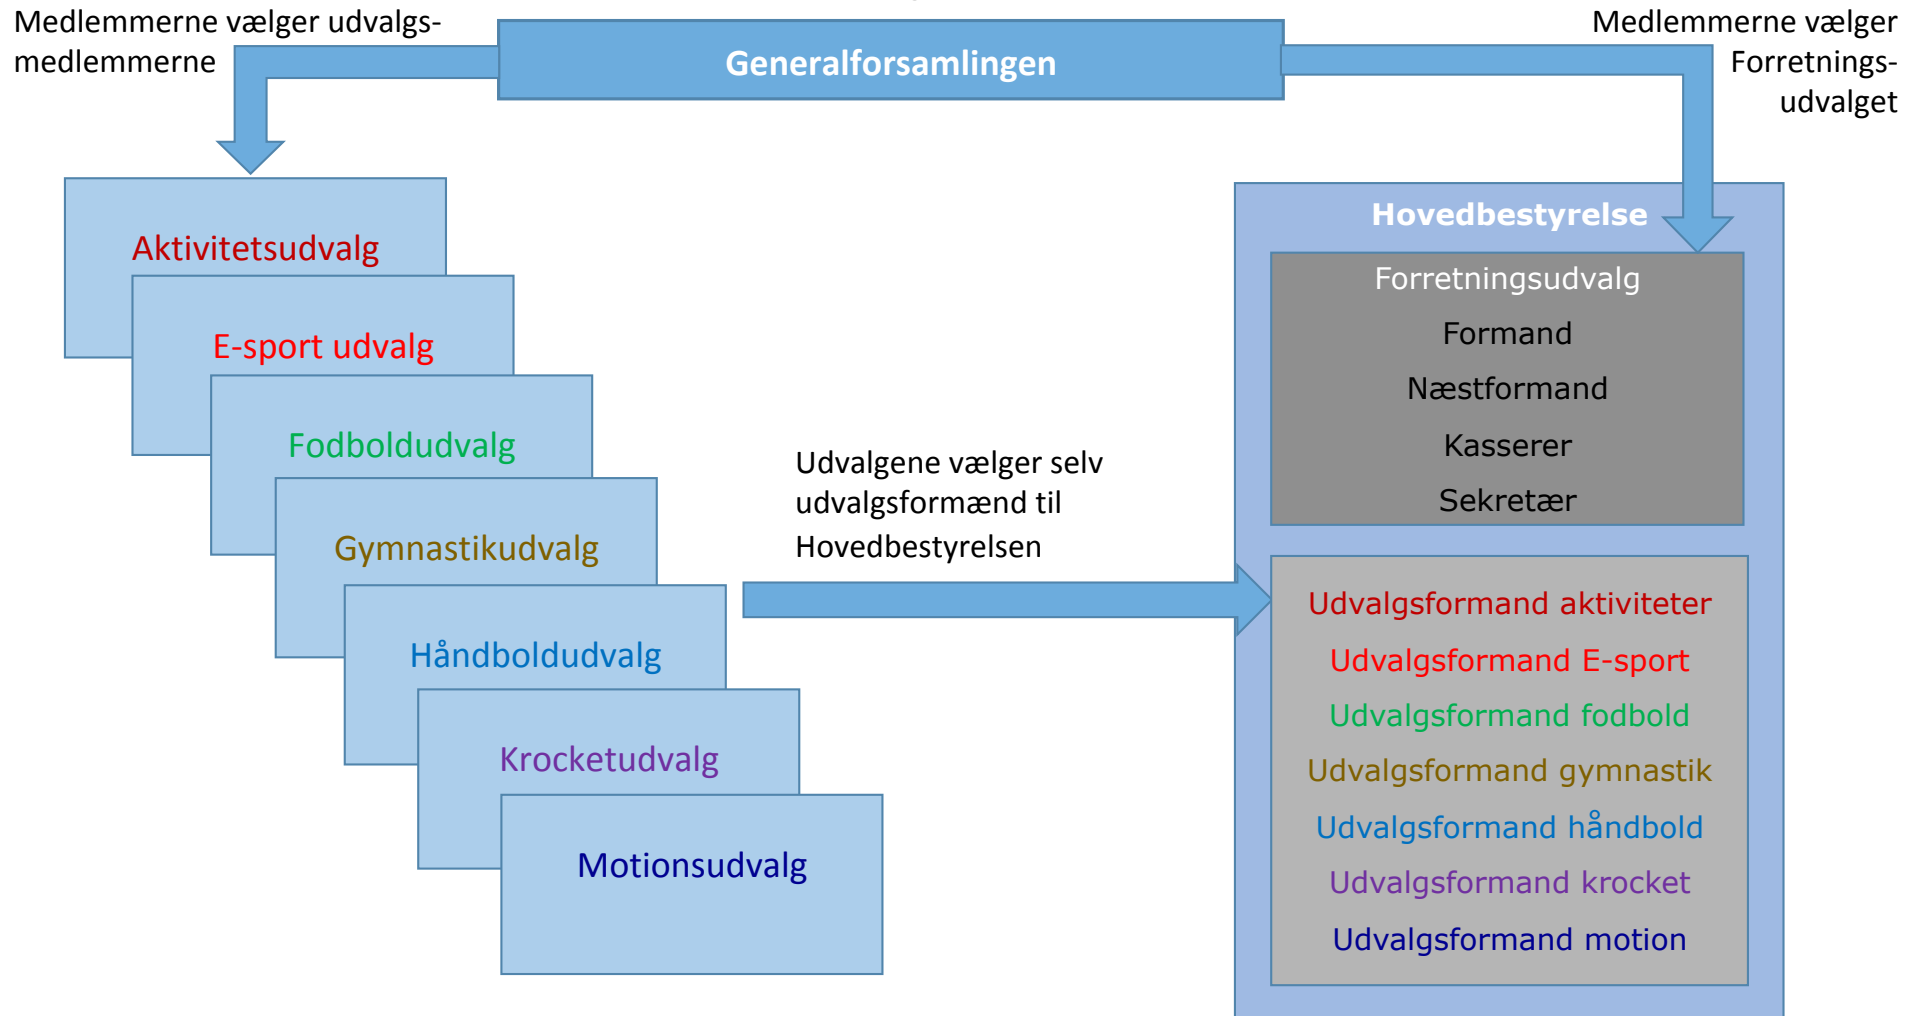 Medlemmerne vælger udvalgs-
medlemmerne
Generalforsamlingen
Medlemmerne vælger
Forretnings-
udvalget
Aktivitetsudvalg
E-sport udvalg
Fodboldudvalg
Gymnastikudvalg
Håndboldudvalg
Krocketudvalg
Motionsudvalg
Udvalgene vælger selv
udvalgsformænd til
Hovedbestyrelsen
Hovedbestyrelse
Forretningsudvalg
Formand
Næstformand
Kasserer
Sekretær
Udvalgsformand aktiviteter
Udvalgsformand E-sport
Udvalgsformand fodbold
Udvalgsformand gymnastik
Udvalgsformand håndbold
Udvalgsformand krocket
Udvalgsformand motion